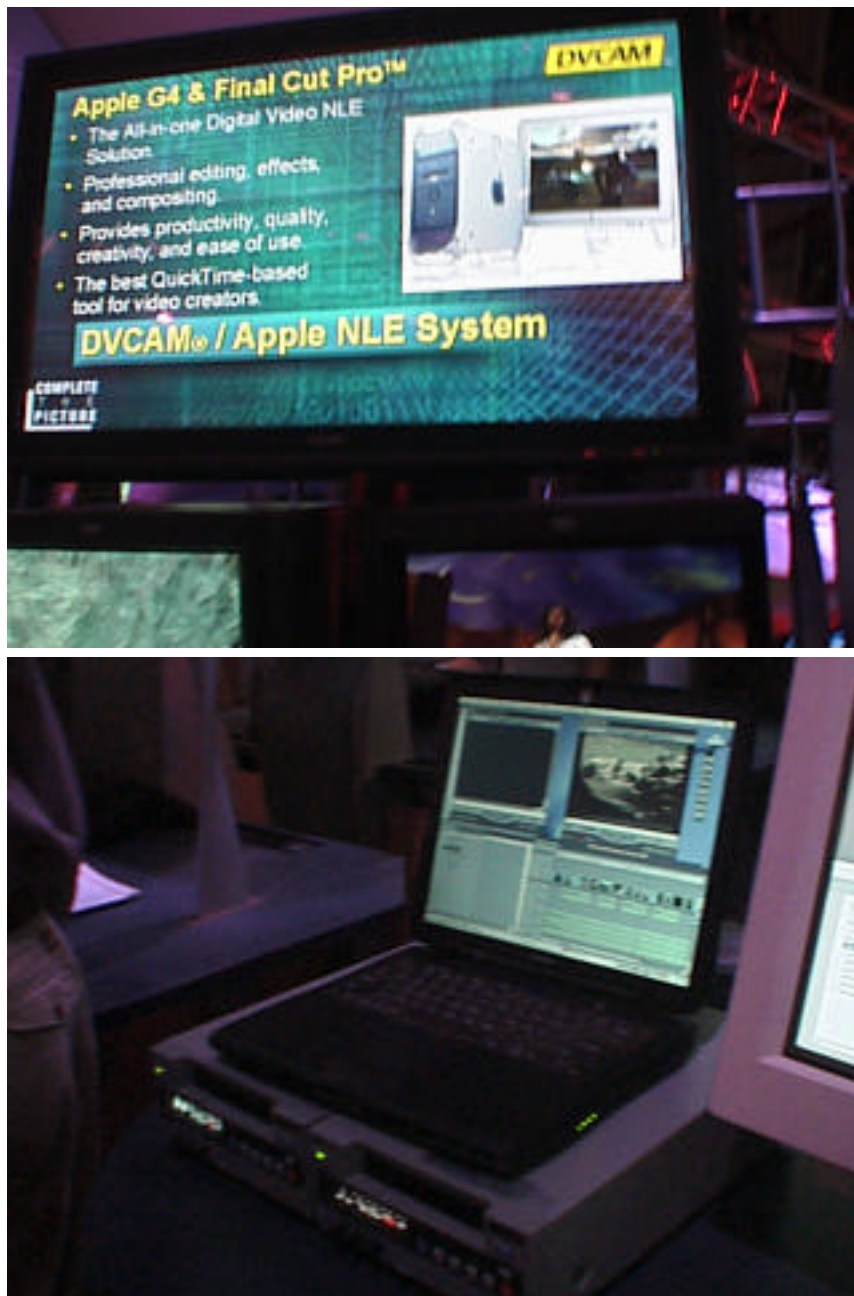 DVCAM
Apple G4 & Final Cut Pro™
• The All-in-one Digital Video NLE
Solution.
• Professional editing, effects,
and compositing.
• Provides productivity, quality,
creativity, and ease of use.
• The best QuickTime-based
tool for video creators.
DVCAM® / Apple NLE System
COMPLETE
THE
PICTURE